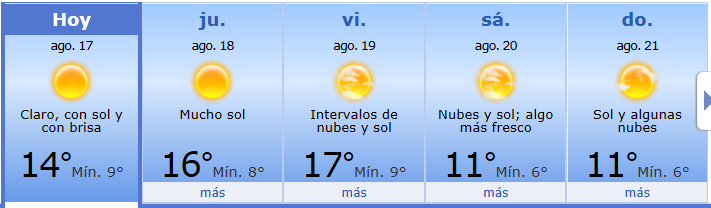 Hoy
ago. 17
Claro, con sol y
con brisa
14° Mín. 9°
ju.
ago. 18
Mucho sol
16° Mín. 8°
más
vi.
ago. 19
Intervalos de
nubes y sol
17° Mín. 9°
más
sá.
ago. 20
Nubes y sol; algo
más fresco
11° Mín. 6°
más
do.
ago. 21
Sol y algunas
nubes
11° Mín. 6°
más